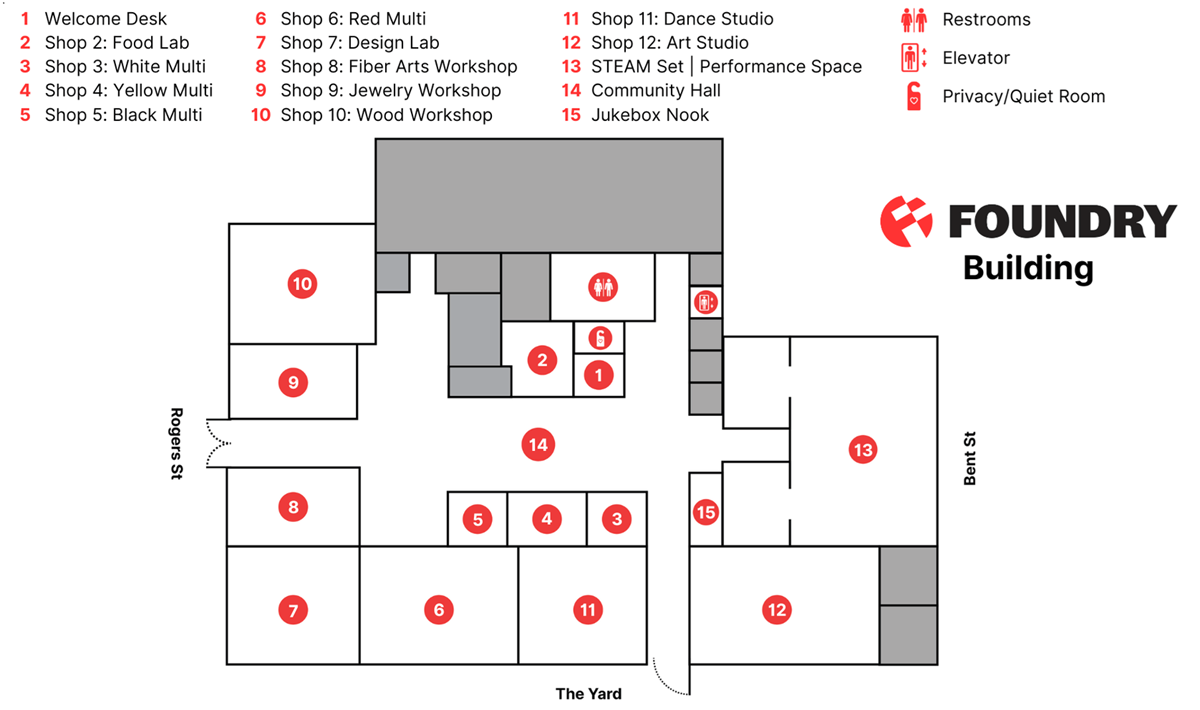 1 Welcome Desk
2 Shop 2: Food Lab
3 Shop 3: White Multi
4 Shop 4: Yellow Multi
5 Shop 5: Black Multi
6 Shop 6: Red Multi
7 Shop 7: Design Lab
8 Shop 8: Fiber Arts Workshop
9 Shop 9: Jewelry Workshop
10 Shop 10: Wood Workshop
11 Shop 11: Dance Studio
12 Shop 12: Art Studio
13 STEAM Set | Performance Space
14 Community Hall
15 Jukebox Nook
Restrooms
Elevator
Privacy/Quiet Room
FOUNDRY
Building
10
2
1
9
Rogers St
14
13
Bent St
8
5
4
3
15
7
6
11
12
The Yard